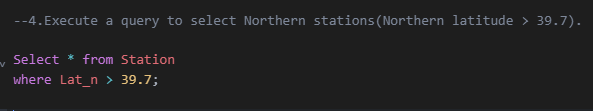 --4.Execute a query to select Northern stations(Northern latitude > 39.7).
Select * from Station
where Lat_n > 39.7;